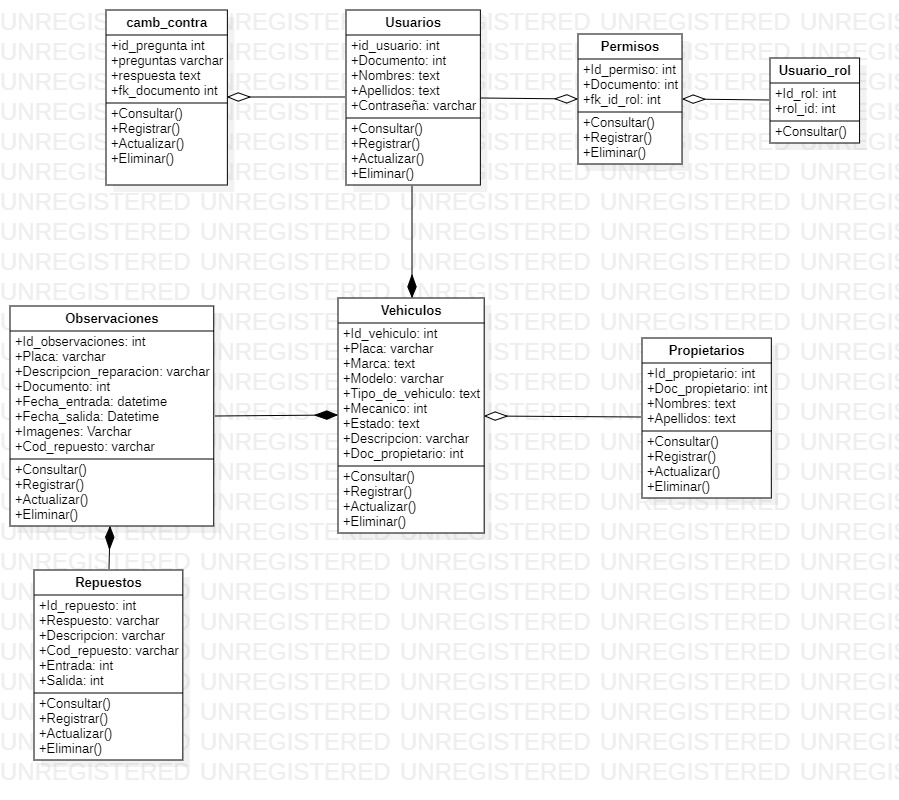 camb_contra
+id_pregunta int
+preguntas varchar
+respuesta text
+fk_documento int
+Consultar()
+Registrar()
+Actualizar()
+Eliminar()
Usuarios
+id_usuario: int
+Documento: int
+Nombres: text
+Apellidos: text
+Contraseña: varchar
+Consultar()
+Registrar()
+Actualizar()
+Eliminar()
Permisos
+Id_permiso: int
+Documento: int
+fk_id_rol: int
+Consultar()
+Registrar()
+Eliminar()
Usuario_rol
+Id_rol: int
+rol_id: int
+Consultar()
Observaciones
+Id_observaciones: int
+Placa: varchar
+Descripcion_reparacion: varchar
+Documento: int
+Fecha_entrada: datetime
+Fecha_salida: Datetime
+Imagenes: Varchar
+Cod_repuesto: varchar
+Consultar()
+Registrar()
+Actualizar()
+Eliminar()
Vehiculos
+Id_vehiculo: int
+Placa: varchar
+Marca: text
+Modelo: varchar
+Tipo_de_vehiculo: text
+Mecanico: int
+Estado: text
+Descripcion: varchar
+Doc_propietario: int
+Consultar()
+Registrar()
+Actualizar()
+Eliminar()
Propietarios
+Id_propietario: int
+Doc_propietario: int
+Nombres: text
+Apellidos: text
+Consultar()
+Registrar()
+Actualizar()
+Eliminar()
Repuestos
+Id_repuesto: int
+Respuesto: varchar
+Descripcion: varchar
+Cod_repuesto: varchar
+Entrada: int
+Salida: int
+Consultar()
+Registrar()
+Actualizar()
+Eliminar()
UNREGISTERED